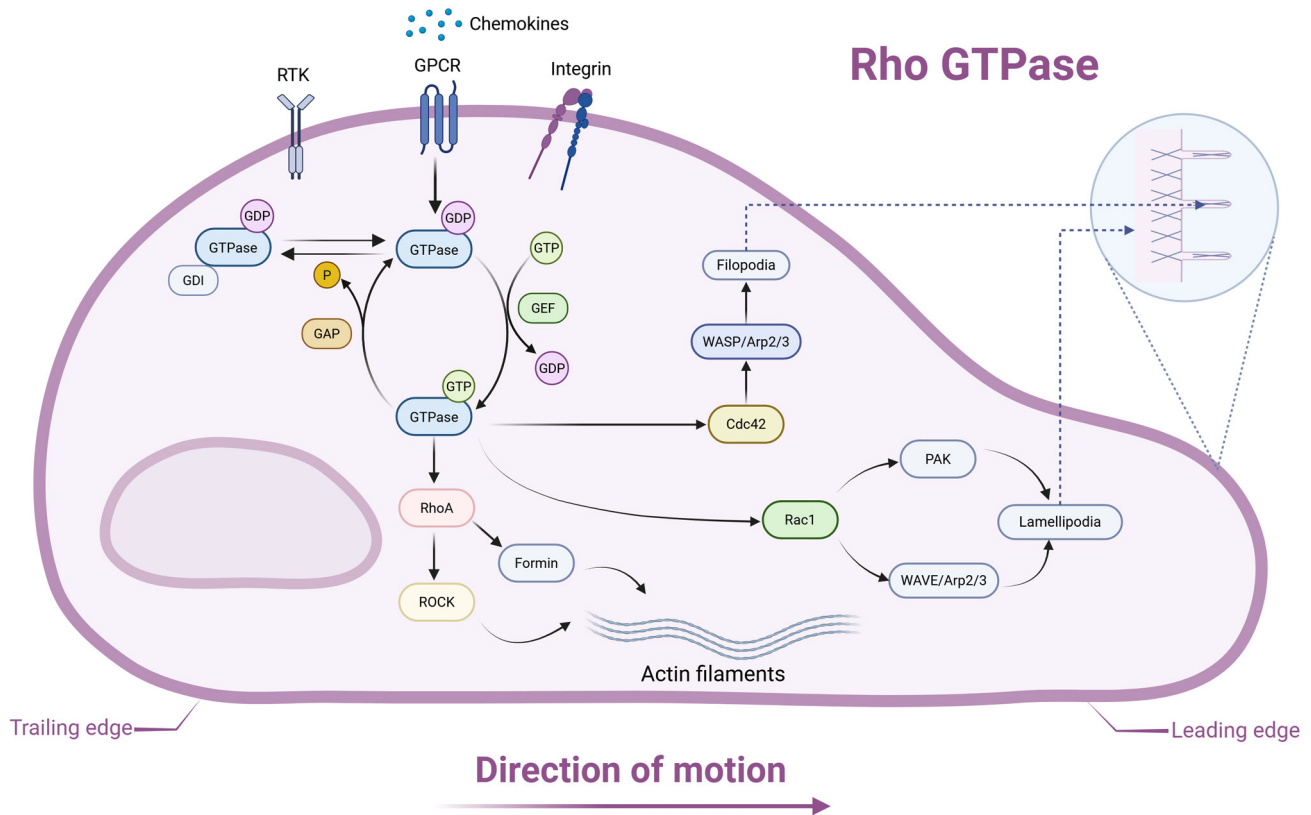 Chemokines
Rho GTPase
GPCR
Integrin
RTK
GDP
GTPase
GDI
GDP
GTPase
GTP
P
GEF
GAP
GDP
GTP
GTPase
Filopodia
WASP/Arp2/3
Cdc42
PAK
RhoA
Rac1
Lamellipodia
Formin
WAVE/Arp2/3
ROCK
Actin filaments
Trailing edge
Leading edge
Direction of motion